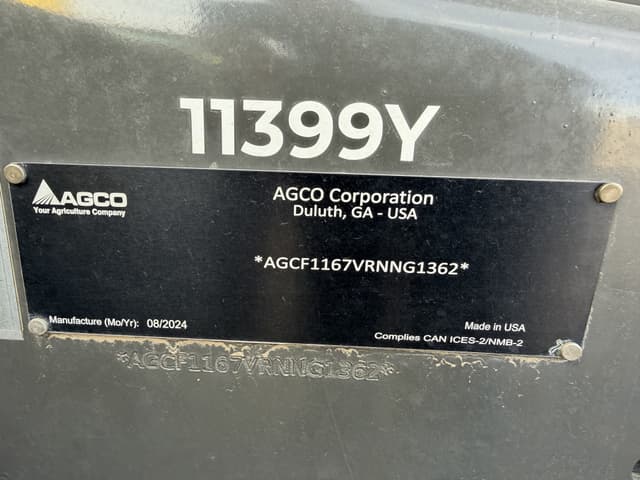 11399Y
AGCO
Your Agriculture Company
AGCO Corporation
Duluth, GA - USA
*AGCF1167VRNNG1362*
Manufacture (Mo/Yr): 08/2024
Made in USA
Complies CAN ICES-2/NMB-2
*AGCF1167VRNNG1362*